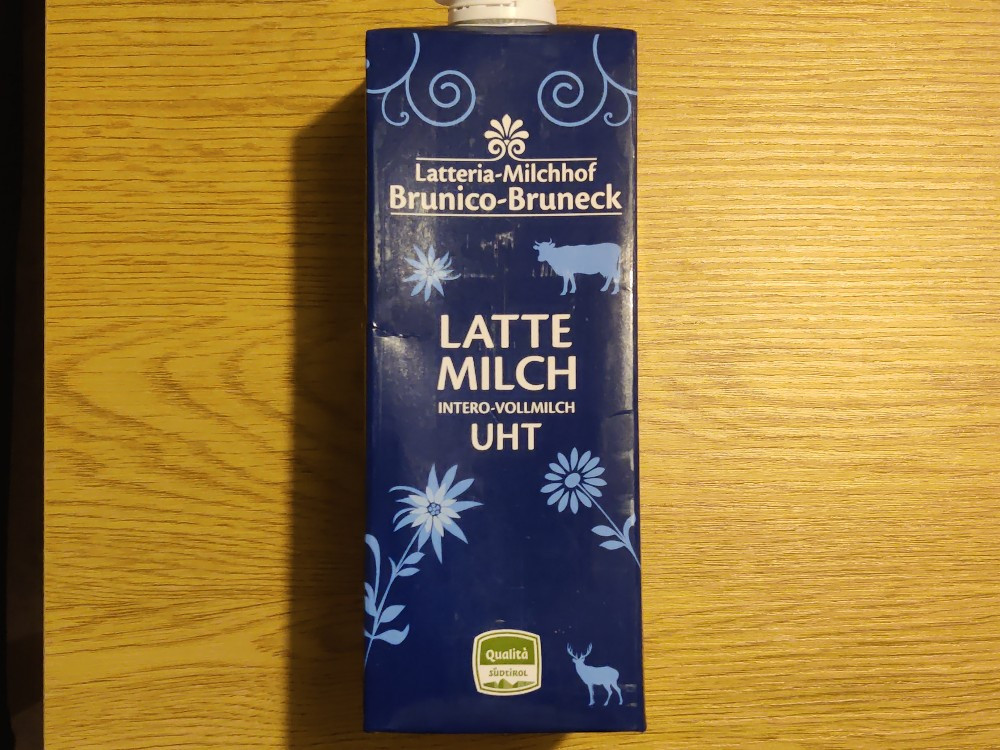 Latteria-Milchhof
Brunico-Bruneck
LATTE
MILCH
INTERO-VOLLMILCH
UHT
Qualità
SÜDTIROL